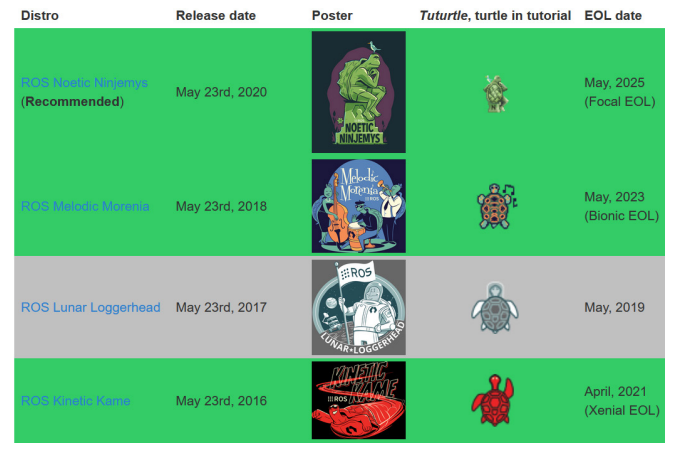 Distro Release date Poster Tuturtle, turtle in tutorial EOL date
ROS Noetic Ninjemys
(Recommended)
May 23rd, 2020
NOETIC
NINJEMYS
May, 2025
(Focal EOL)
ROS Melodic Morenia
May 23rd, 2018
Melodic
Morenia
ROS
May, 2023
(Bionic EOL)
ROS Lunar Loggerhead
May 23rd, 2017
ROS
LUNAR•LOGGERHEAD
May, 2019
ROS Kinetic Kame
May 23rd, 2016
KINETIC
KAME
ROS
April, 2021
(Xenial EOL)